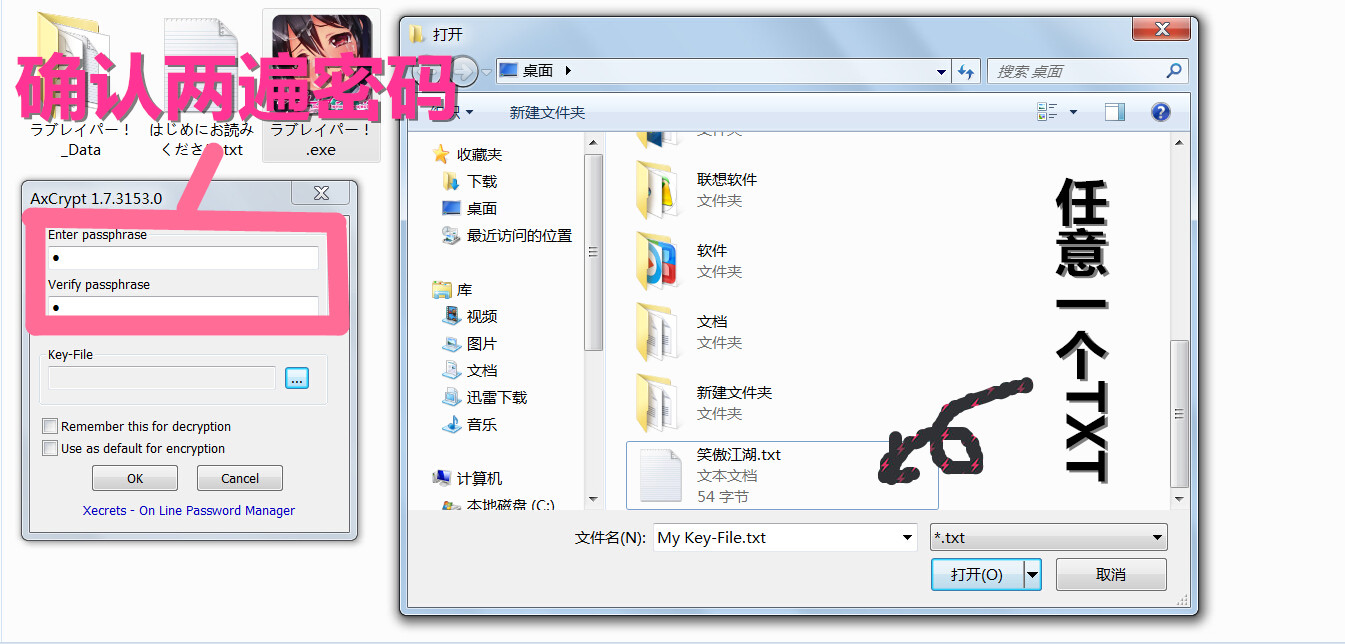 确认两遍密码
ラブレイパー！
_Data
はじめにお読み
くださ
txt
ラブレイパー！
.exe
AxCrypt 1.7.3153.0
Enter passphrase
Verify passphrase
Key-File
...
Remember this for decryption
Use as default for encryption
OK
Cancel
Xecrets - On Line Password Manager
打开
桌面
搜索 桌面
新建文件夹
收藏夹
下载
桌面
最近访问的位置
库
视频
图片
文档
迅雷下载
音乐
计算机
本地磁盘 (C:)
文件夹
联想软件
文件夹
软件
文件夹
文档
文件夹
新建文件夹
文件夹
笑傲江湖.txt
文本文档
54 字节
任意一个TXT
文件名(N):
My Key-File.txt
*.txt
打开(O)
取消